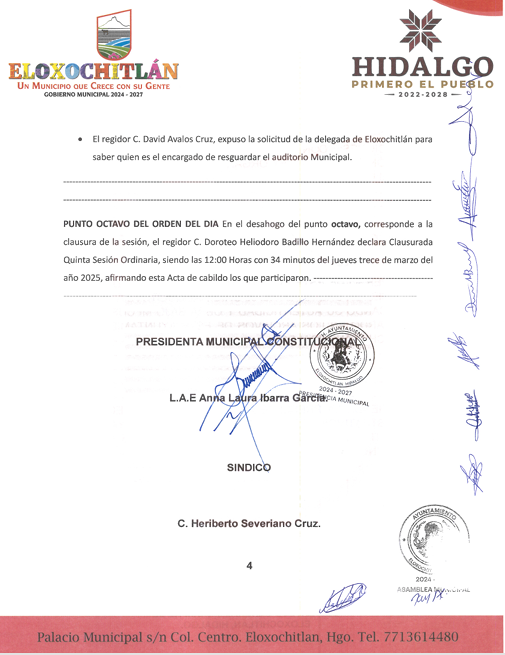 ELOXOCHITLÁN
UN MUNICIPIO QUE CRECE CON SU GENTE
GOBIERNO MUNICIPAL 2024 - 2027
HIDALGO
PRIMERO EL PUEBLO
2022-2028
• El regidor C. David Avalos Cruz, expuso la solicitud de la delegada de Eloxochitlán para
saber quien es el encargado de resguardar el auditorio Municipal.
PUNTO OCTAVO DEL ORDEN DEL DIA En el desahogo del punto octavo, corresponde a la
clausura de la sesión, el regidor C. Doroteo Heliodoro Badillo Hernández declara Clausurada
Quinta Sesión Ordinaria, siendo las 12:00 Horas con 34 minutos del jueves trece de marzo del
año 2025, afirmando esta Acta de cabildo los que participaron.
PRESIDENTA MUNICIPAL CONSTITUCIONAL
H. AYUNTAMIENTO
ELOXOCHITLAN HIDALGO
2024 - 2027
PRESIDENCIA MUNICIPAL
L.A.E Anna Laura Ibarra García.
SINDICO
C. Heriberto Severiano Cruz.
4
AYUNTAMIENTO
2024 -
ASAMBLEA MUNICIPAL
Palacio Municipal s/n Col. Centro. Eloxochitlan, Hgo. Tel. 7713614480